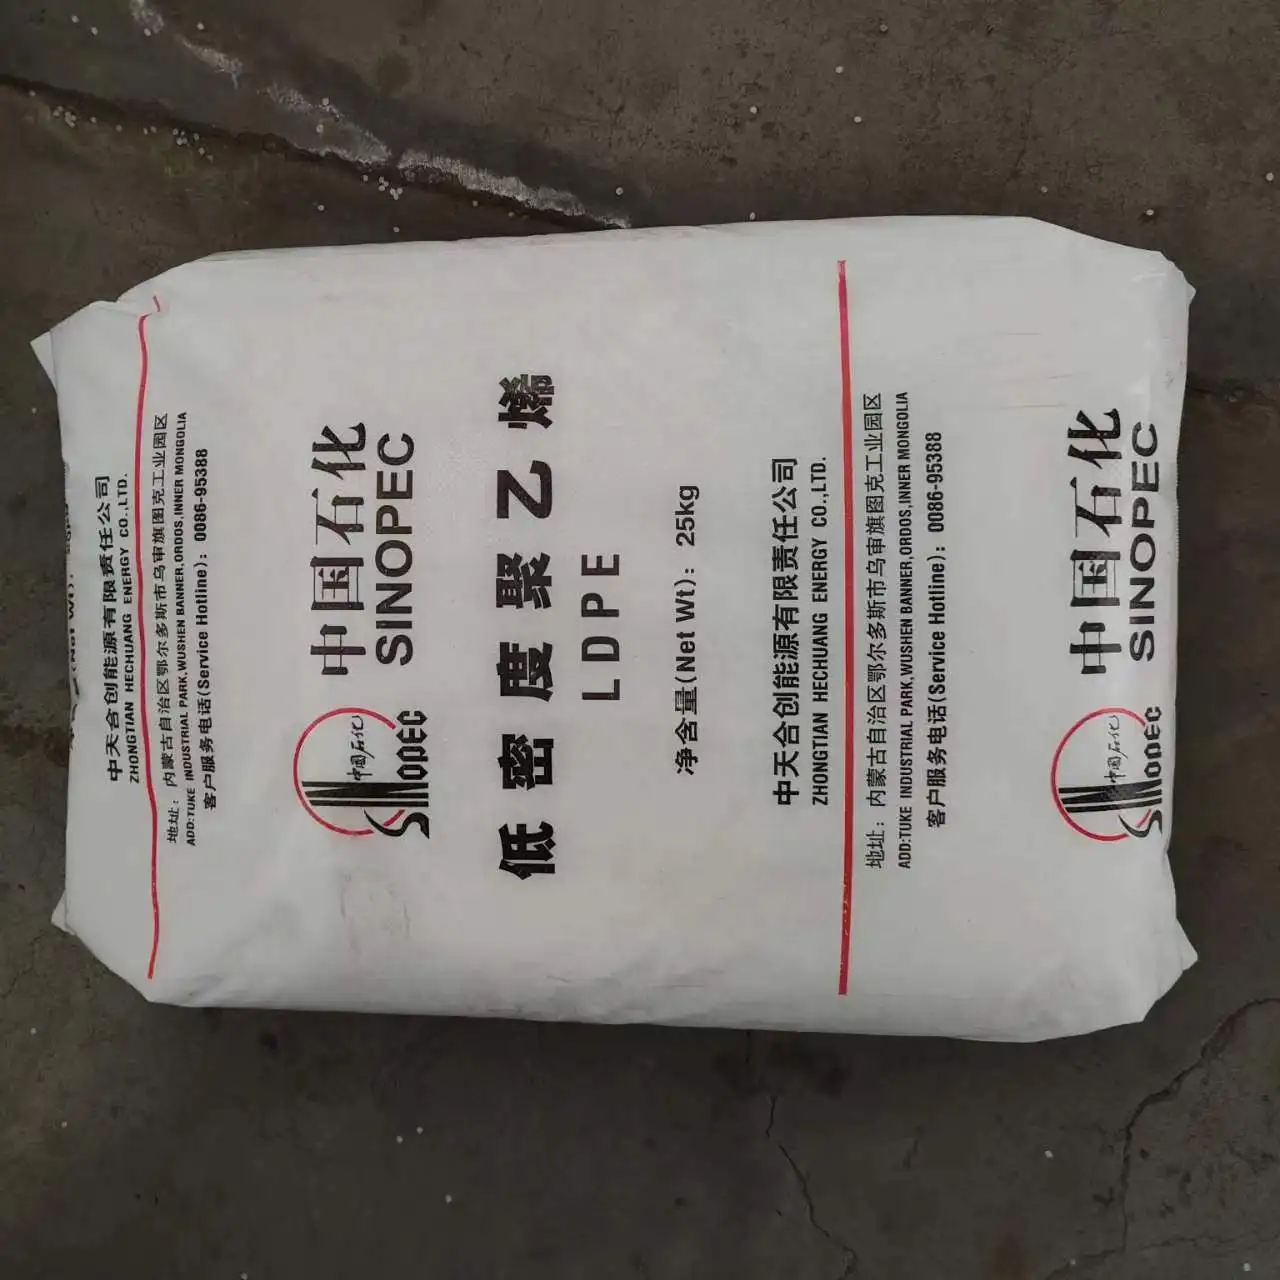 中天合创能源有限责任公司
ZHONGTIAN HECHUANG ENERGY CO.,LTD.
地址：内蒙古自治区鄂尔多斯市乌审旗图克工业园区
ADD:TUKE INDUSTRIAL PARK,WUSHEN BANNER,ORDOS,INNER MONGOLIA
客户服务电话(Service Hotline)：0086-95388
中国石化
SINOPEC
中国石化
SINOPEC
低密度聚乙烯
LDPE
净含量(Net Wt)：25kg
中天合创能源有限责任公司
ZHONGTIAN HECHUANG ENERGY CO.,LTD.
地址：内蒙古自治区鄂尔多斯市乌审旗图克工业园区
ADD:TUKE INDUSTRIAL PARK,WUSHEN BANNER,ORDOS,INNER MONGOLIA
客户服务电话(Service Hotline)：0086-95388
中国石化
SINOPEC
中国石化
SINOPEC